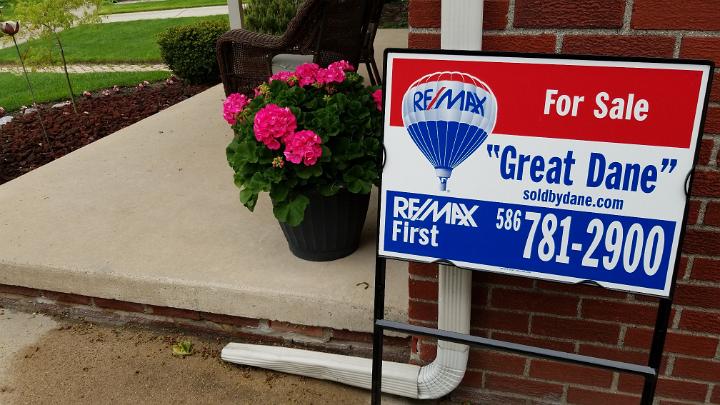 RE/MAX
For Sale
"Great Dane"
soldbydane.com
RE/MAX
First
586 781-2900